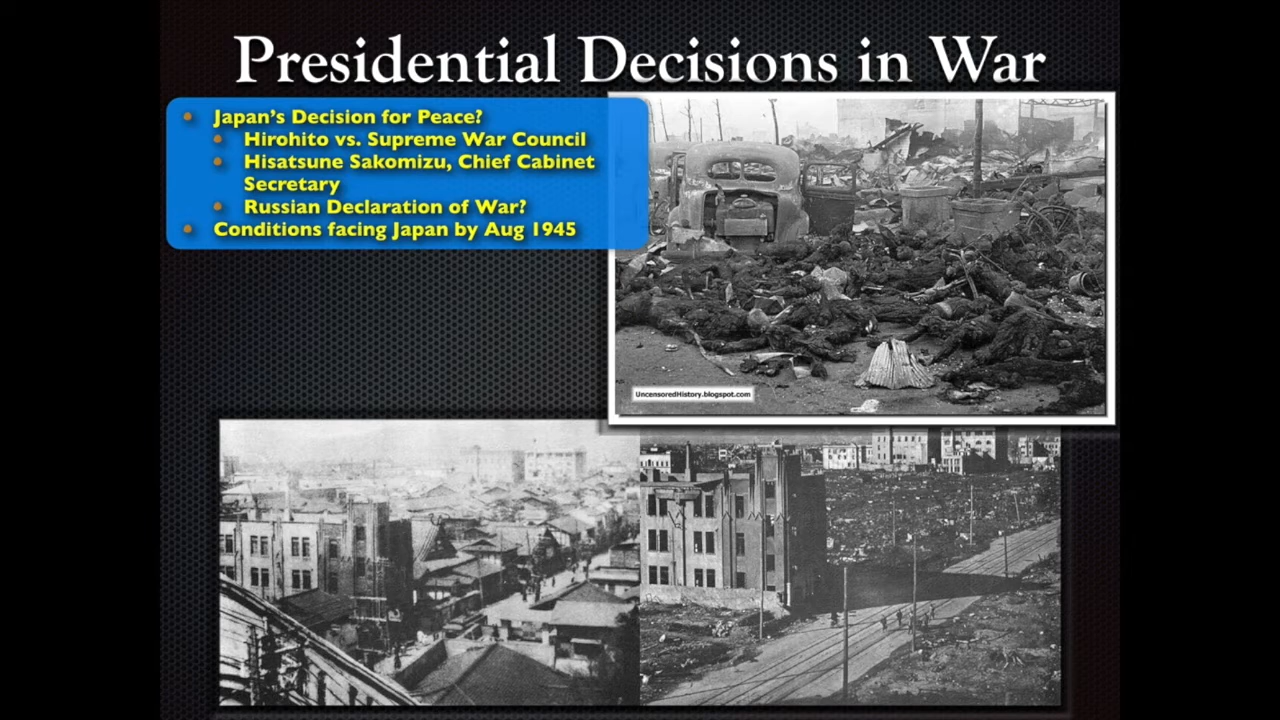 Presidential Decisions in War
Japan's Decision for Peace?
Hirohito vs. Supreme War Council
Hisatsune Sakomizu, Chief Cabinet
Secretary
Russian Declaration of War?
Conditions facing Japan by Aug 1945
UncensoredHistory.blogspot.com